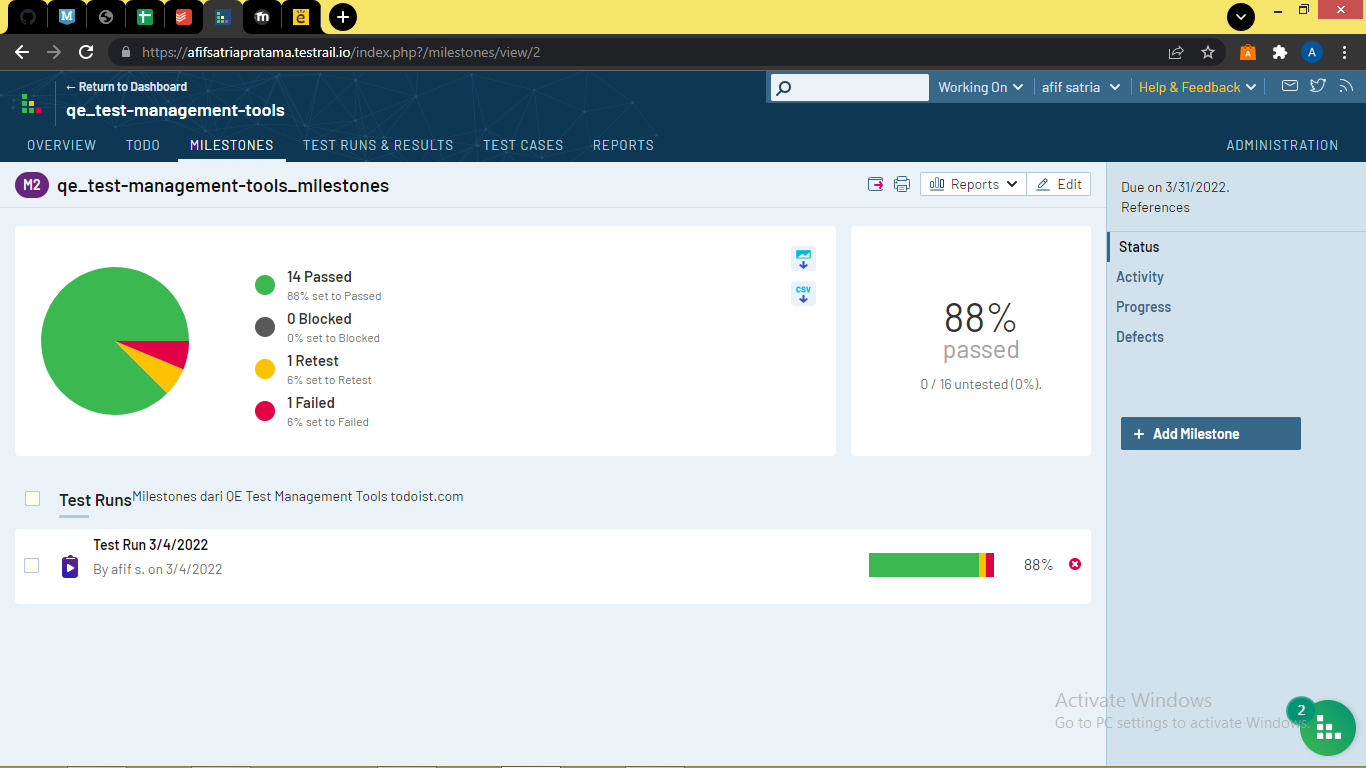 https://afifsatriapratama.testrail.io/index.php?/milestones/view/2
A
← Return to Dashboard
qe_test-management-tools
Working On
afif satria
Help & Feedback
OVERVIEW TODO MILESTONES TEST RUNS & RESULTS TEST CASES REPORTS ADMINISTRATION
M2 qe_test-management-tools_milestones
Reports
Edit
14 Passed
88% set to Passed
0 Blocked
0% set to Blocked
1 Retest
6% set to Retest
1 Failed
6% set to Failed
CSV
88%
passed
0 / 16 untested (0%).
Test Runs Milestones dari QE Test Management Tools todoist.com
Test Run 3/4/2022
By afif s. on 3/4/2022
88%
Due on 3/31/2022.
References
Status
Activity
Progress
Defects
+ Add Milestone
Activate Windows
Go to PC settings to activate Windows.
2